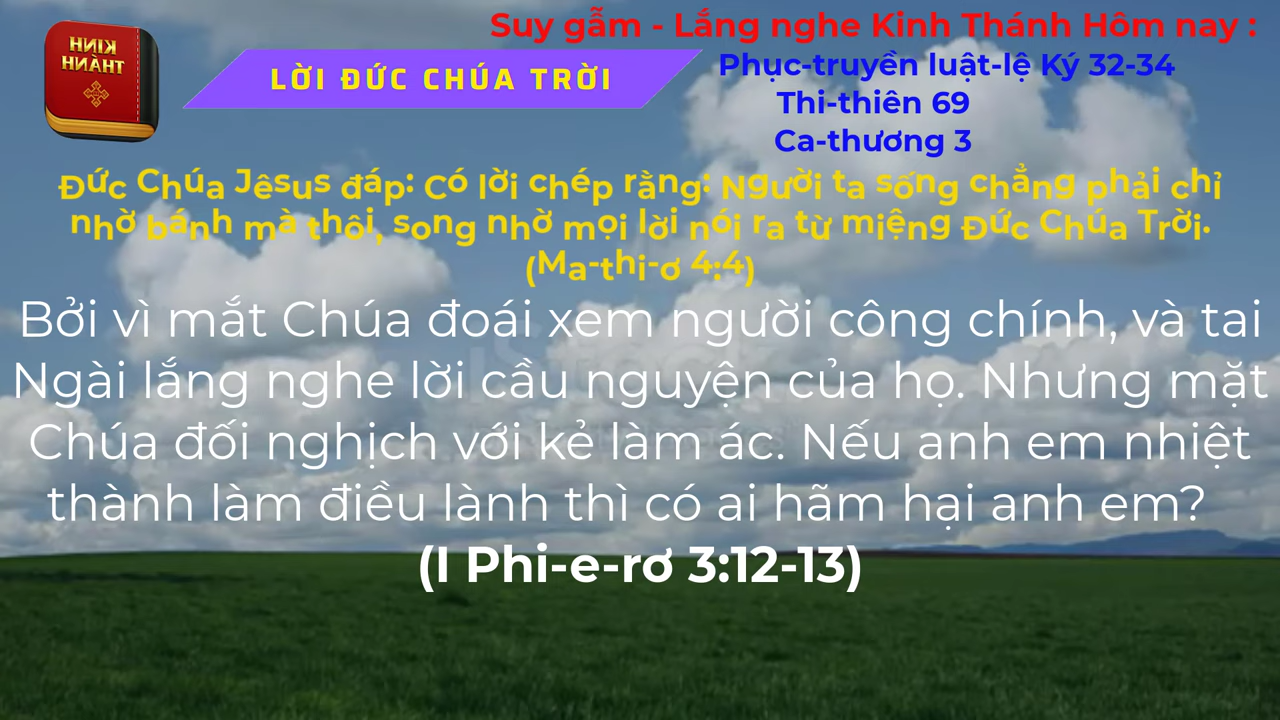 Suy gẫm - Lắng nghe Kinh Thánh Hôm nay :
KINH
THÀNH
LỜI ĐỨC CHÚA TRỜI
Phục-truyền luật-lệ Ký 32-34
Thi-thiên 69
Ca-thương 3
Đức Chúa Jêsus đáp: Có lời chép rằng: Người ta sống chẳng phải chỉ
nhờ bánh mà thôi, song nhờ mọi lời nói ra từ miệng Đức Chúa Trời.
(Ma-thi-ơ 4:4)
Bởi vì mắt Chúa đoái xem người công chính, và tai
Ngài lắng nghe lời cầu nguyện của họ. Nhưng mặt
Chúa đối nghịch với kẻ làm ác. Nếu anh em nhiệt
thành làm điều lành thì có ai hãm hại anh em?
(I Phi-e-rơ 3:12-13)